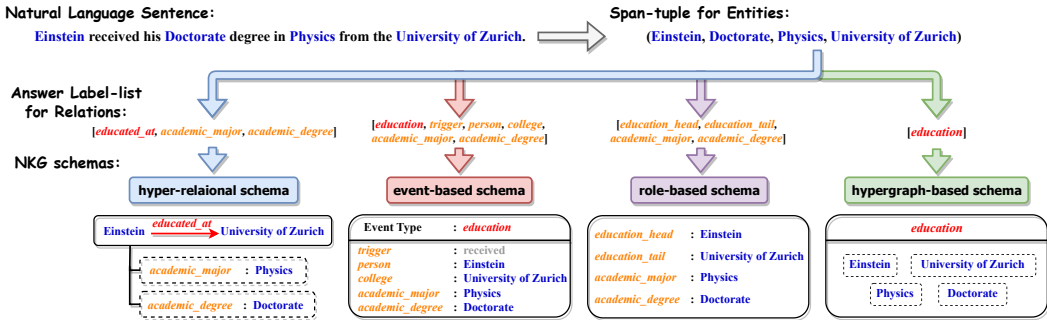 Natural Language Sentence:
Span-tuple for Entities:
Einstein received his Doctorate degree in Physics from the University of Zurich.
(Einstein, Doctorate, Physics, University of Zurich)
Answer Label-list
for Relations:
[educated_at, academic_major, academic_degree]
[education, trigger, person, college,
academic_major, academic_degree]
[education_head, education_tail,
academic_major, academic_degree]
[education]
NKG schemas:
hyper-relaional schema
event-based schema
role-based schema
hypergraph-based schema
Einstein educated_at University of Zurich
academic_major : Physics
academic_degree : Doctorate
Event Type : education
trigger : received
person : Einstein
college : University of Zurich
academic_major : Physics
academic_degree : Doctorate
education_head : Einstein
education_tail : University of Zurich
academic_major : Physics
academic_degree : Doctorate
education
Einstein University of Zurich
Physics Doctorate